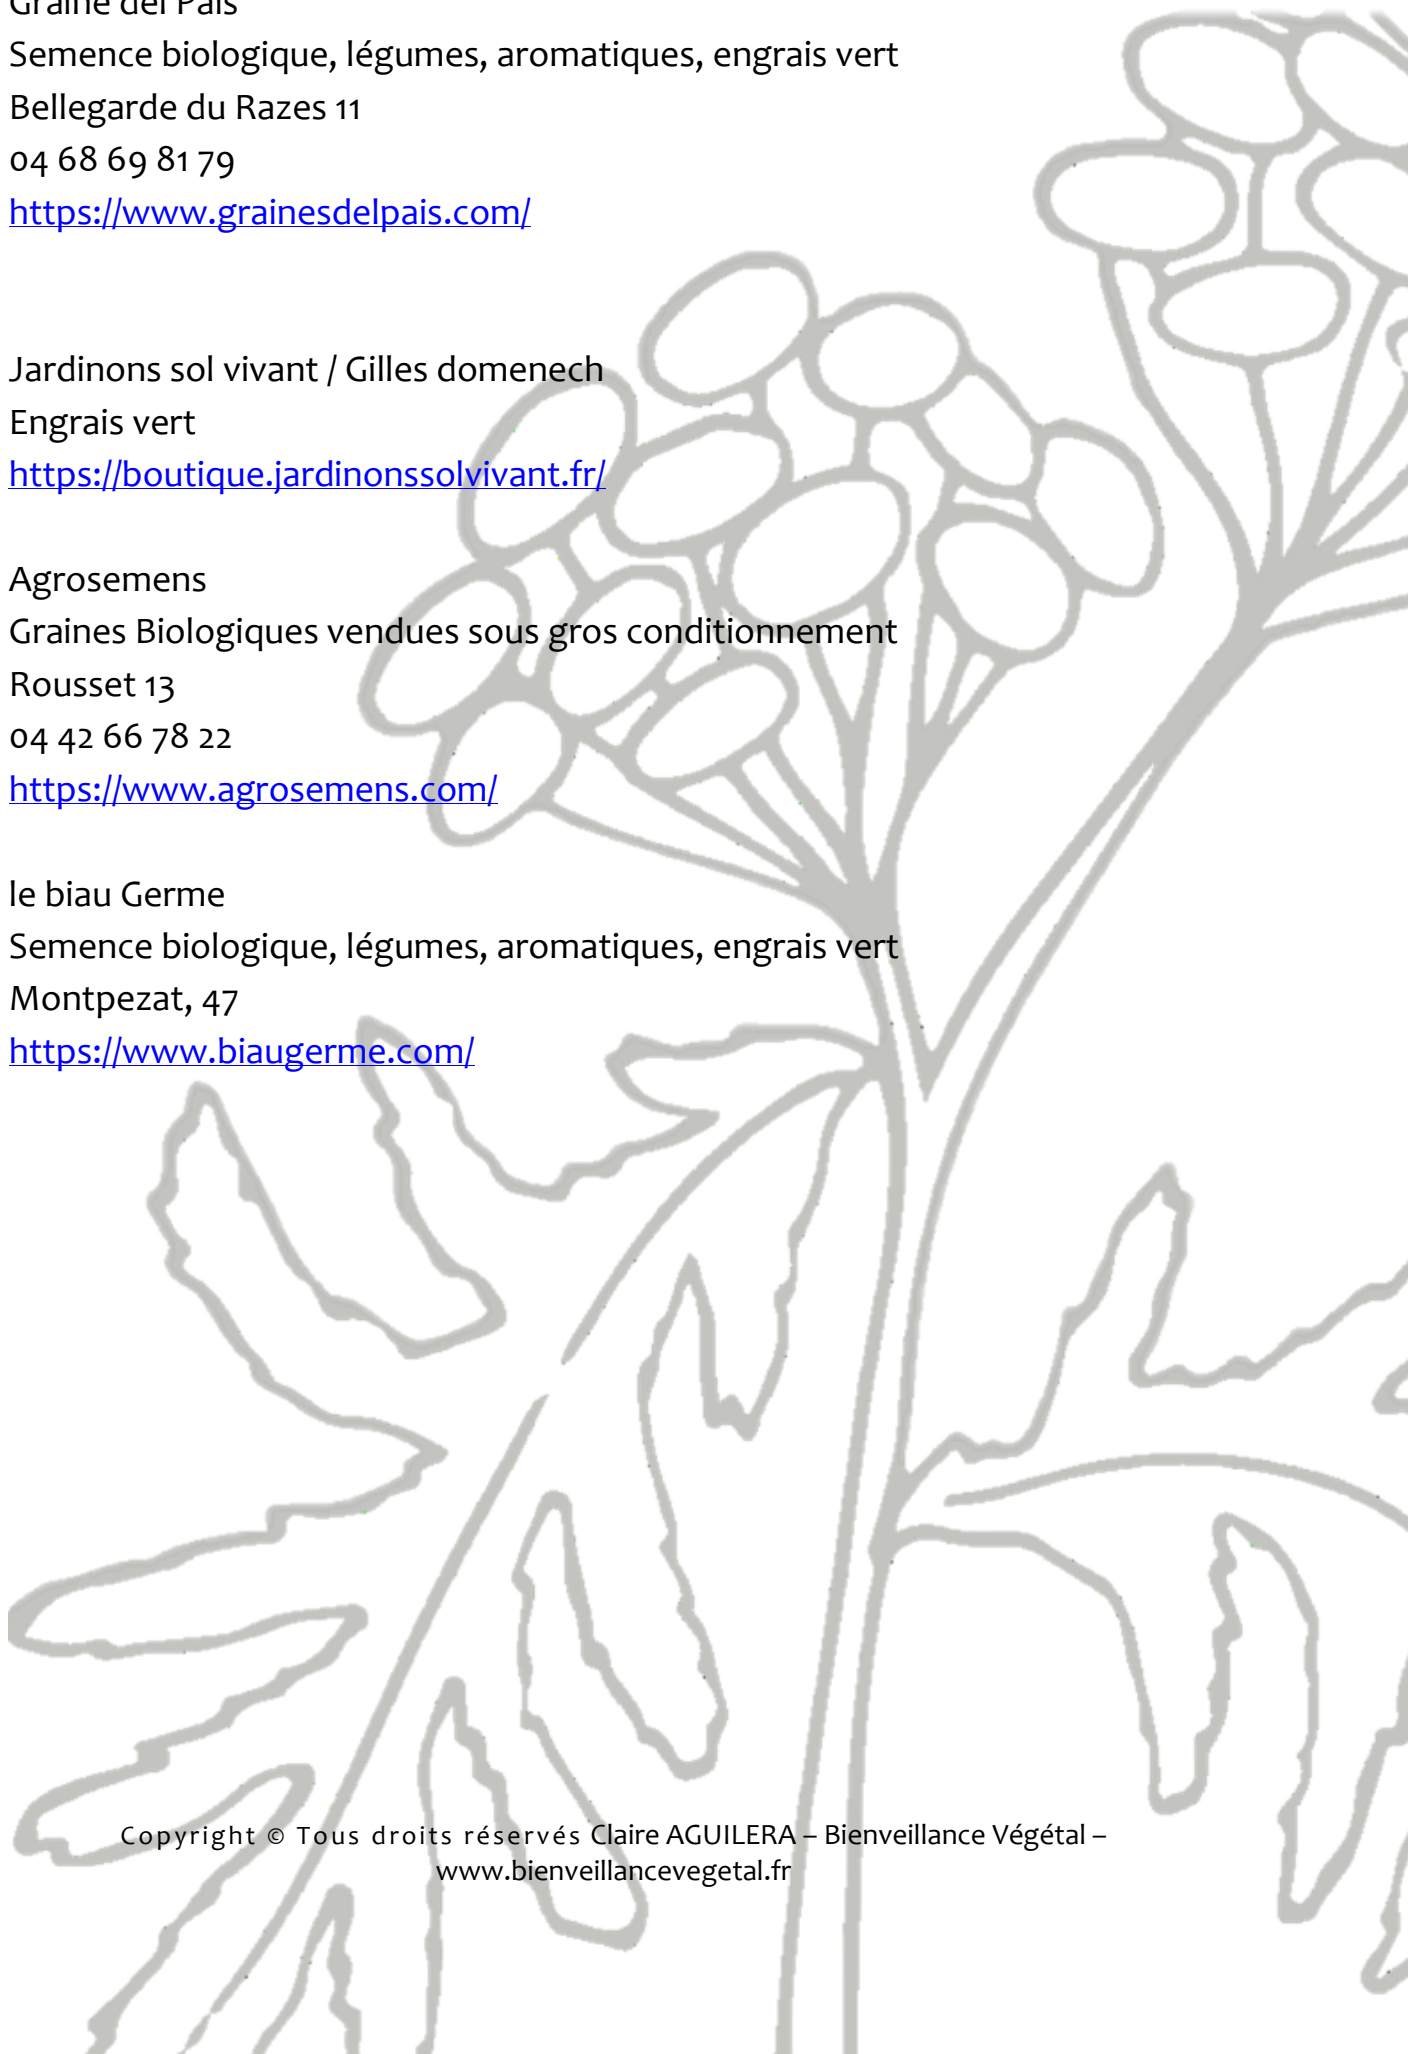 Graine del Païs
Semence biologique, légumes, aromatiques, engrais vert
Bellegarde du Razes 11
04 68 69 81 79
https://www.grainesdelpais.com/
Jardinons sol vivant / Gilles domenech
Engrais vert
https://boutique.jardinonssolvivant.fr/
Agrosemens
Graines Biologiques vendues sous gros conditionnement
Rousset 13
04 42 66 78 22
https://www.agrosemens.com/
le biau Germe
Semence biologique, légumes, aromatiques, engrais vert
Montpezat, 47
https://www.biaugerme.com/
Copyright © Tous droits réservés Claire AGUILERA – Bienveillance Végétal –
www.bienveillancevegetal.fr